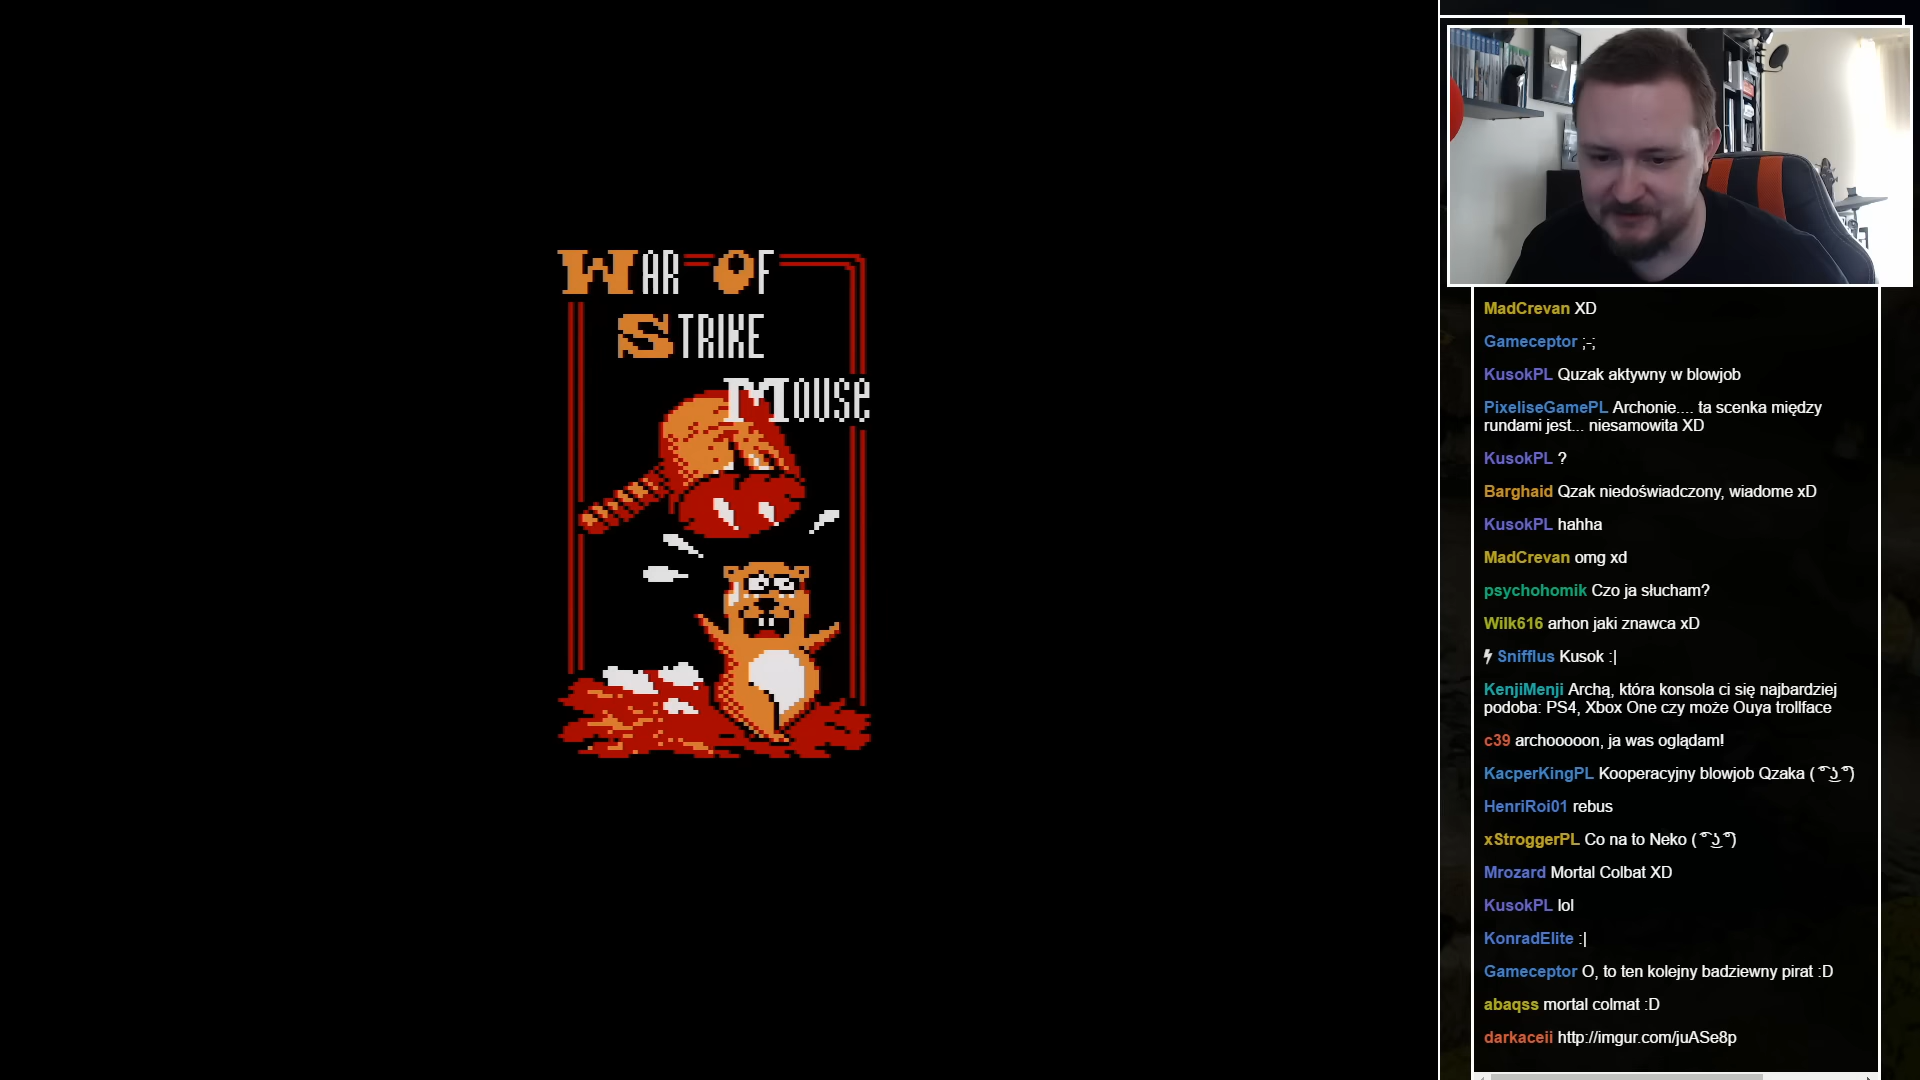 War Of
Strike
Mouse
MadCrevan XD
Gameceptor ;-;
KusokPL Quzak aktywny w blowjob
PixeliseGamePL Archonie.... ta scenka między
rundami jest... niesamowita XD
KusokPL ?
Barghaid Qzak niedoświadczony, wiadome xD
KusokPL hahha
MadCrevan omg xd
psychohomik Czo ja słucham?
Wilk616 arhon jaki znawca xD
Snifflus Kusok :|
KenjiMenji Archą, która konsola ci się najbardziej
podoba: PS4, Xbox One czy może Ouya trollface
c39 archooooon, ja was oglądam!
KacperKingPL Kooperacyjny blowjob Qzaka ( ͡° ͜ʖ ͡°)
HenriRoi01 rebus
xStroggerPL Co na to Neko ( ͡° ͜ʖ ͡°)
Mrozard Mortal Colbat XD
KusokPL lol
KonradElite :|
Gameceptor O, to ten kolejny badziewny pirat :D
abaqss mortal colmat :D
darkaceii http://imgur.com/juASe8p